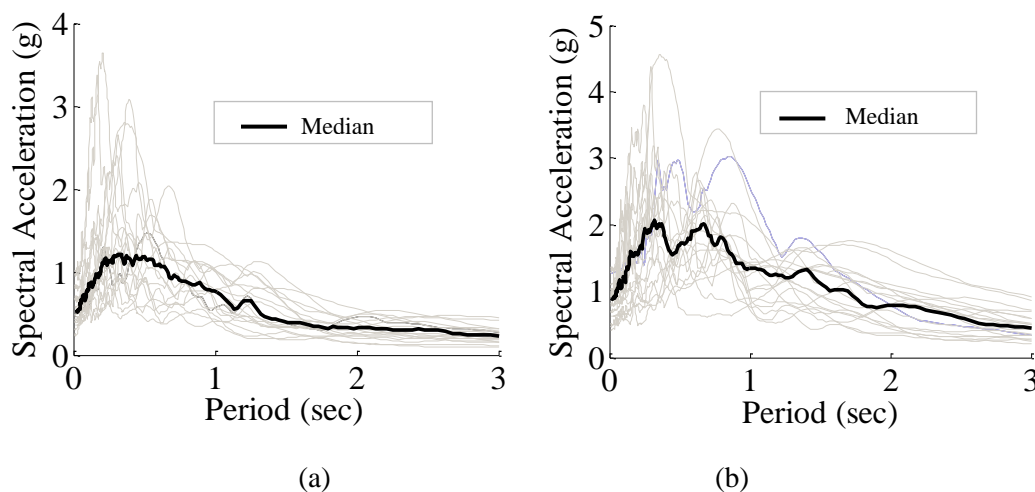 Spectral Acceleration (g)
4
3
2
1
0
Median
0 1 2 3
Period (sec)
(a)
Spectral Acceleration (g)
5
4
3
2
1
0
Median
0 1 2 3
Period (sec)
(b)